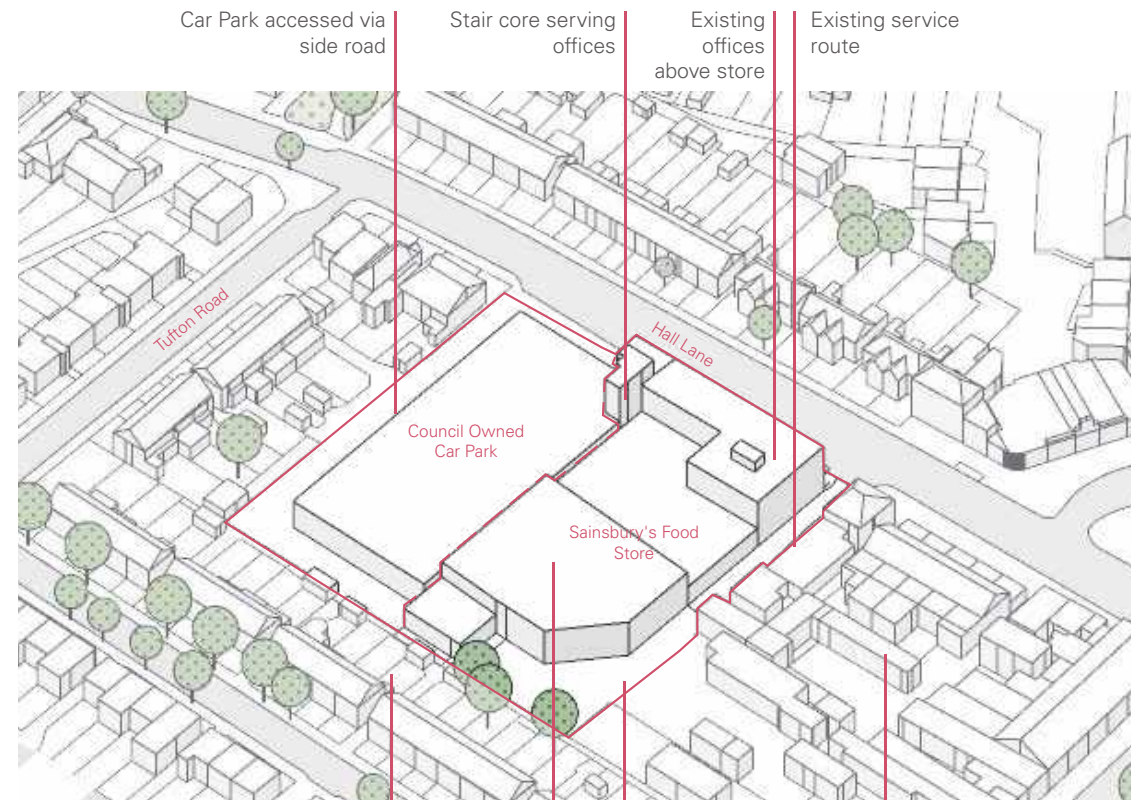 Car Park accessed via
side road
Stair core serving
offices
Existing
offices
above store
Existing service
route
Tufton Road
Hall Lane
Council Owned
Car Park
Sainsbury's Food
Store